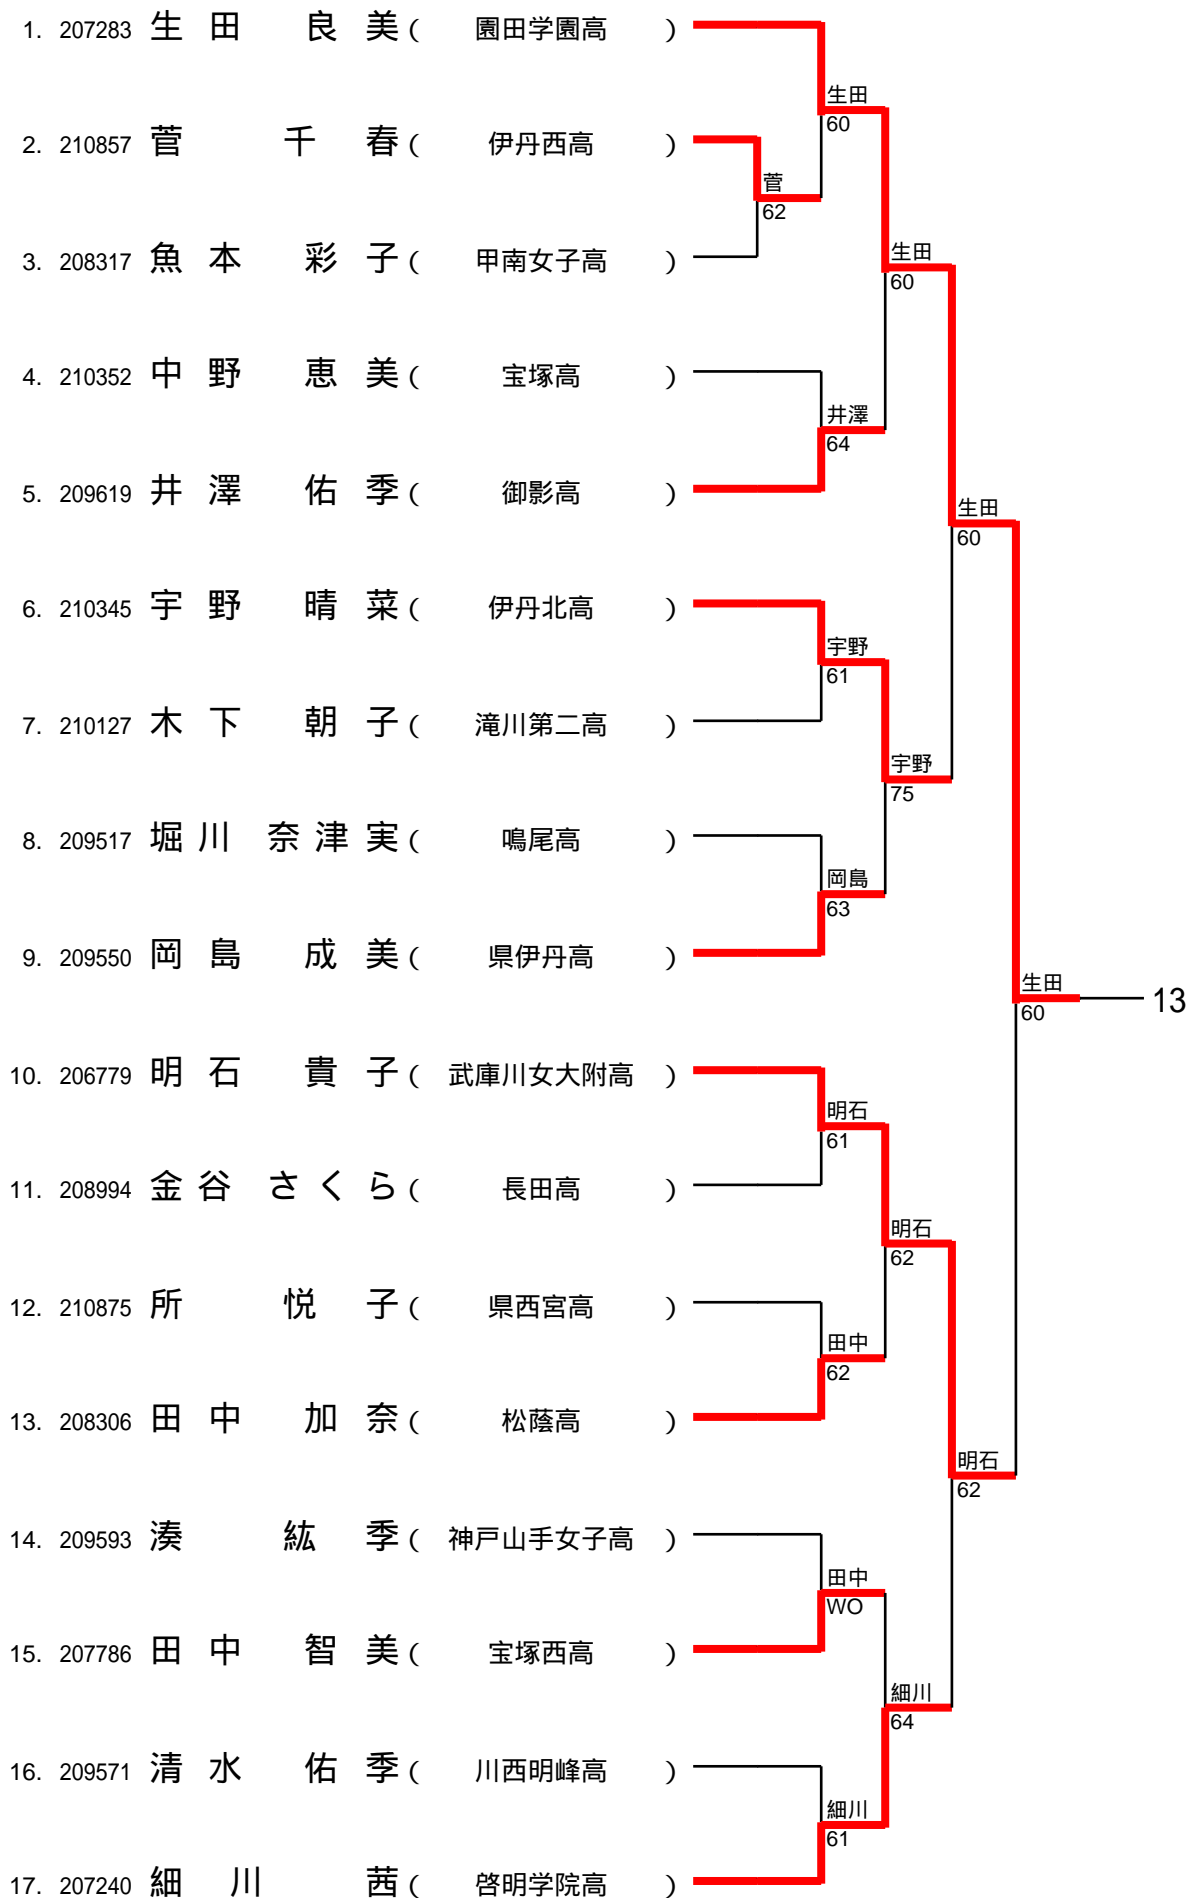 1. 207283 生田 良美 ( 園田学園高 )
生田
60
2. 210857 菅 千春 ( 伊丹西高 )
菅
62
3. 208317 魚本 彩子 ( 甲南女子高 )
生田
60
4. 210352 中野 恵美 ( 宝塚高 )
井澤
64
5. 209619 井澤 佑季 ( 御影高 )
生田
60
6. 210345 宇野 晴菜 ( 伊丹北高 )
宇野
61
7. 210127 木下 朝子 ( 滝川第二高 )
宇野
75
8. 209517 堀川 奈津実 ( 鳴尾高 )
岡島
63
9. 209550 岡島 成美 ( 県伊丹高 )
生田
60
13
10. 206779 明石 貴子 ( 武庫川女大附高 )
明石
61
11. 208994 金谷 さくら ( 長田高 )
明石
62
12. 210875 所 悦子 ( 県西宮高 )
田中
62
13. 208306 田中 加奈 ( 松蔭高 )
明石
62
14. 209593 湊 紘季 ( 神戸山手女子高 )
田中
WO
15. 207786 田中 智美 ( 宝塚西高 )
細川
64
16. 209571 清水 佑季 ( 川西明峰高 )
細川
61
17. 207240 細川 茜 ( 啓明学院高 )